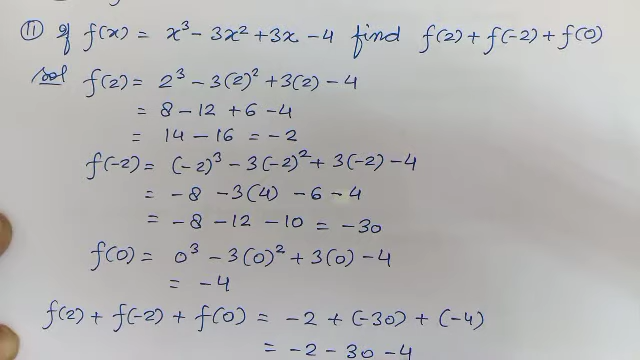 ⑪ If f(x) = x³ - 3x² + 3x - 4 find f(2) + f(-2) + f(0)
Sol f(2) = 2³ - 3(2)² + 3(2) - 4
= 8 - 12 + 6 - 4
= 14 - 16 = -2
f(-2) = (-2)³ - 3(-2)² + 3(-2) - 4
= -8 - 3(4) - 6 - 4
= -8 - 12 - 10 = -30
f(0) = 0³ - 3(0)² + 3(0) - 4
= -4
f(2) + f(-2) + f(0) = -2 + (-30) + (-4)
= -2 - 30 - 4